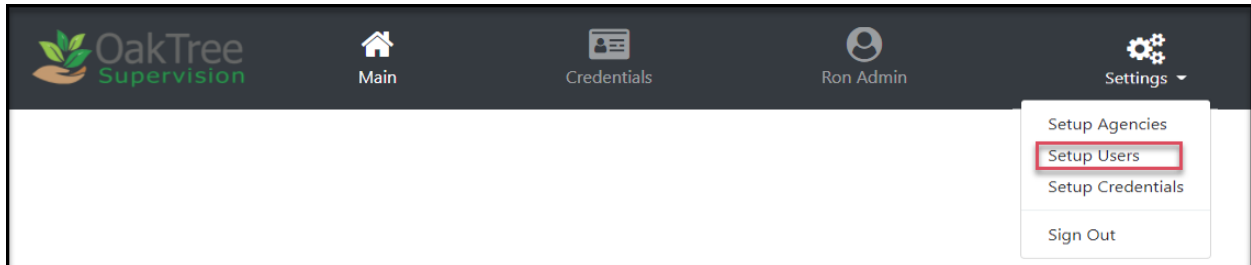 OakTree
Supervision
Main
Credentials
Ron Admin
Settings
Setup Agencies
Setup Users
Setup Credentials
Sign Out